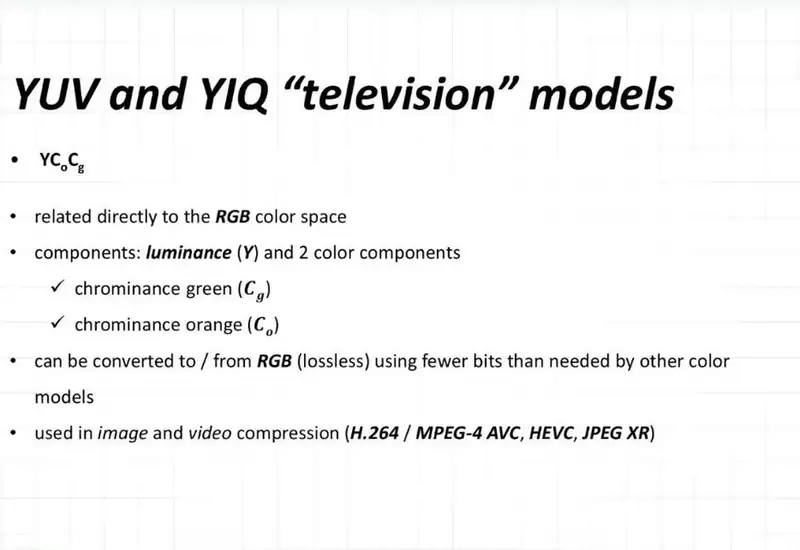 YUV and YIQ “television” models
• YCoCg
• related directly to the RGB color space
• components: luminance (Y) and 2 color components
✓ chrominance green (Cg)
✓ chrominance orange (Co)
• can be converted to / from RGB (lossless) using fewer bits than needed by other color
models
• used in image and video compression (H.264 / MPEG-4 AVC, HEVC, JPEG XR)